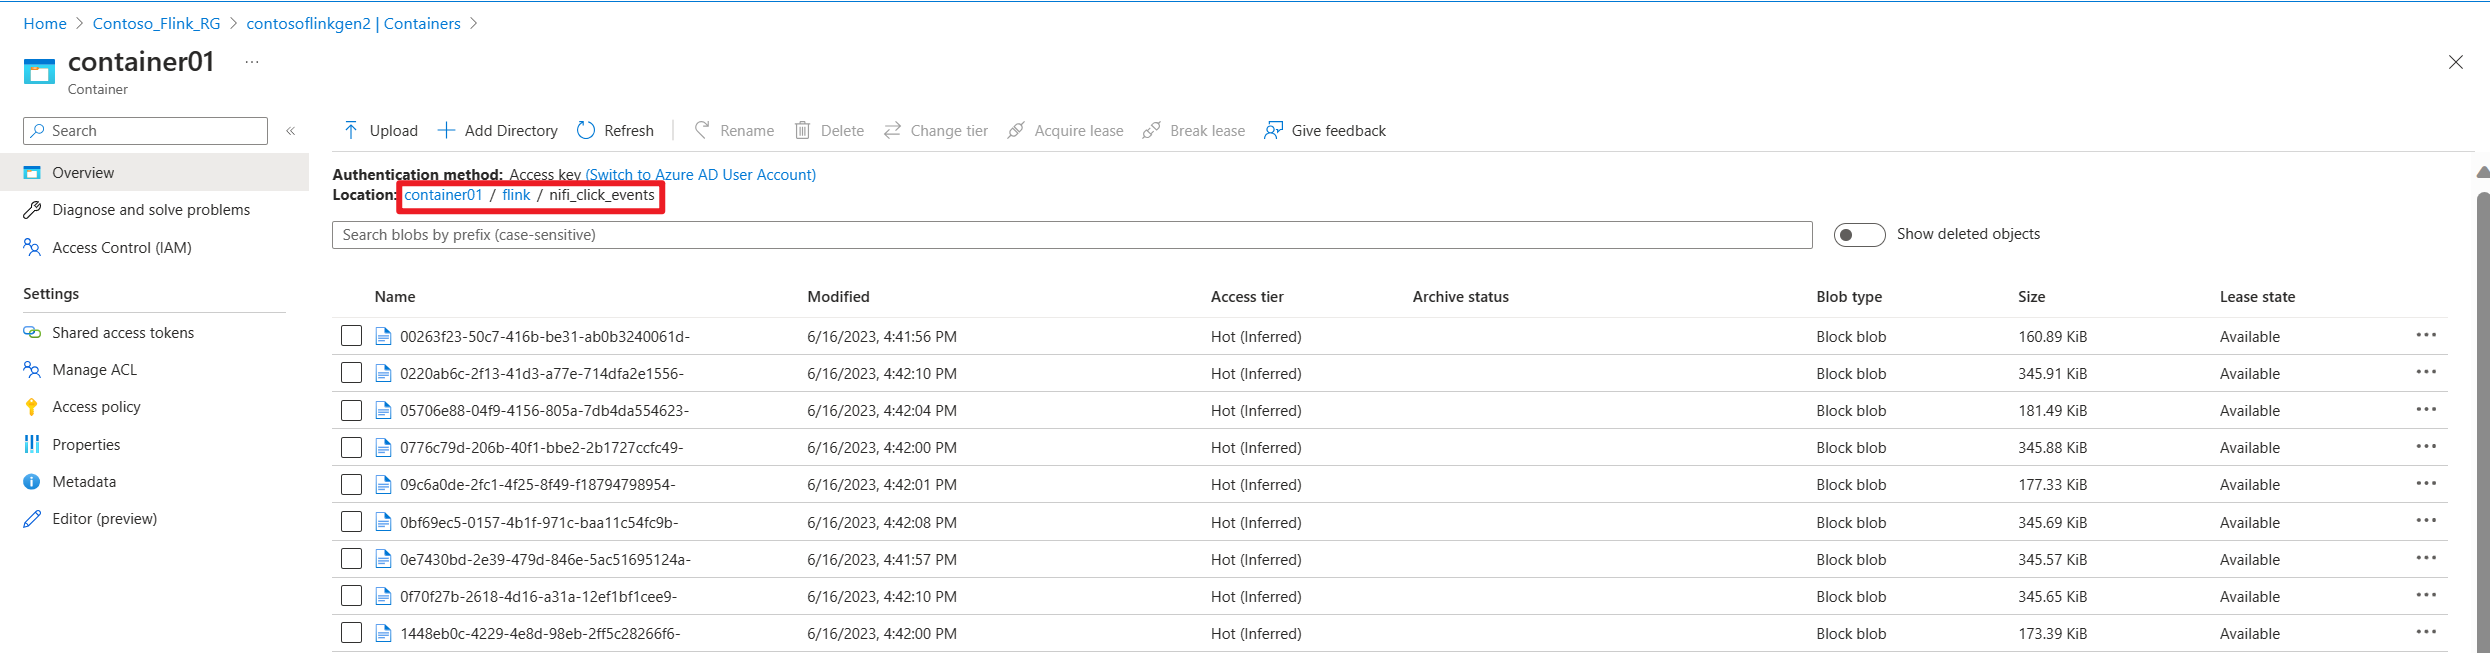 Home > Contoso_Flink_RG > contosoflinkgen2 | Containers >
container01 ...
Container
Search «
Overview
Diagnose and solve problems
Access Control (IAM)
Settings
Shared access tokens
Manage ACL
Access policy
Properties
Metadata
Editor (preview)
Upload Add Directory Refresh Rename Delete Change tier Acquire lease Break lease Give feedback
Authentication method: Access key (Switch to Azure AD User Account)
Location: container01 / flink / nifi_click_events
Search blobs by prefix (case-sensitive) Show deleted objects
Name Modified Access tier Archive status Blob type Size Lease state
00263f23-50c7-416b-be31-ab0b3240061d- 6/16/2023, 4:41:56 PM Hot (Inferred) Block blob 160.89 KiB Available ...
0220ab6c-2f13-41d3-a77e-714dfa2e1556- 6/16/2023, 4:42:10 PM Hot (Inferred) Block blob 345.91 KiB Available ...
05706e88-04f9-4156-805a-7db4da554623- 6/16/2023, 4:42:04 PM Hot (Inferred) Block blob 181.49 KiB Available ...
0776c79d-206b-40f1-bbe2-2b1727ccfc49- 6/16/2023, 4:42:00 PM Hot (Inferred) Block blob 345.88 KiB Available ...
09c6a0de-2fc1-4f25-8f49-f18794798954- 6/16/2023, 4:42:01 PM Hot (Inferred) Block blob 177.33 KiB Available ...
0bf69ec5-0157-4b1f-971c-baa11c54fc9b- 6/16/2023, 4:42:08 PM Hot (Inferred) Block blob 345.69 KiB Available ...
0e7430bd-2e39-479d-846e-5ac51695124a- 6/16/2023, 4:41:57 PM Hot (Inferred) Block blob 345.57 KiB Available ...
0f70f27b-2618-4d16-a31a-12ef1bf1cee9- 6/16/2023, 4:42:10 PM Hot (Inferred) Block blob 345.65 KiB Available ...
1448eb0c-4229-4e8d-98eb-2ff5c28266f6- 6/16/2023, 4:42:00 PM Hot (Inferred) Block blob 173.39 KiB Available ...